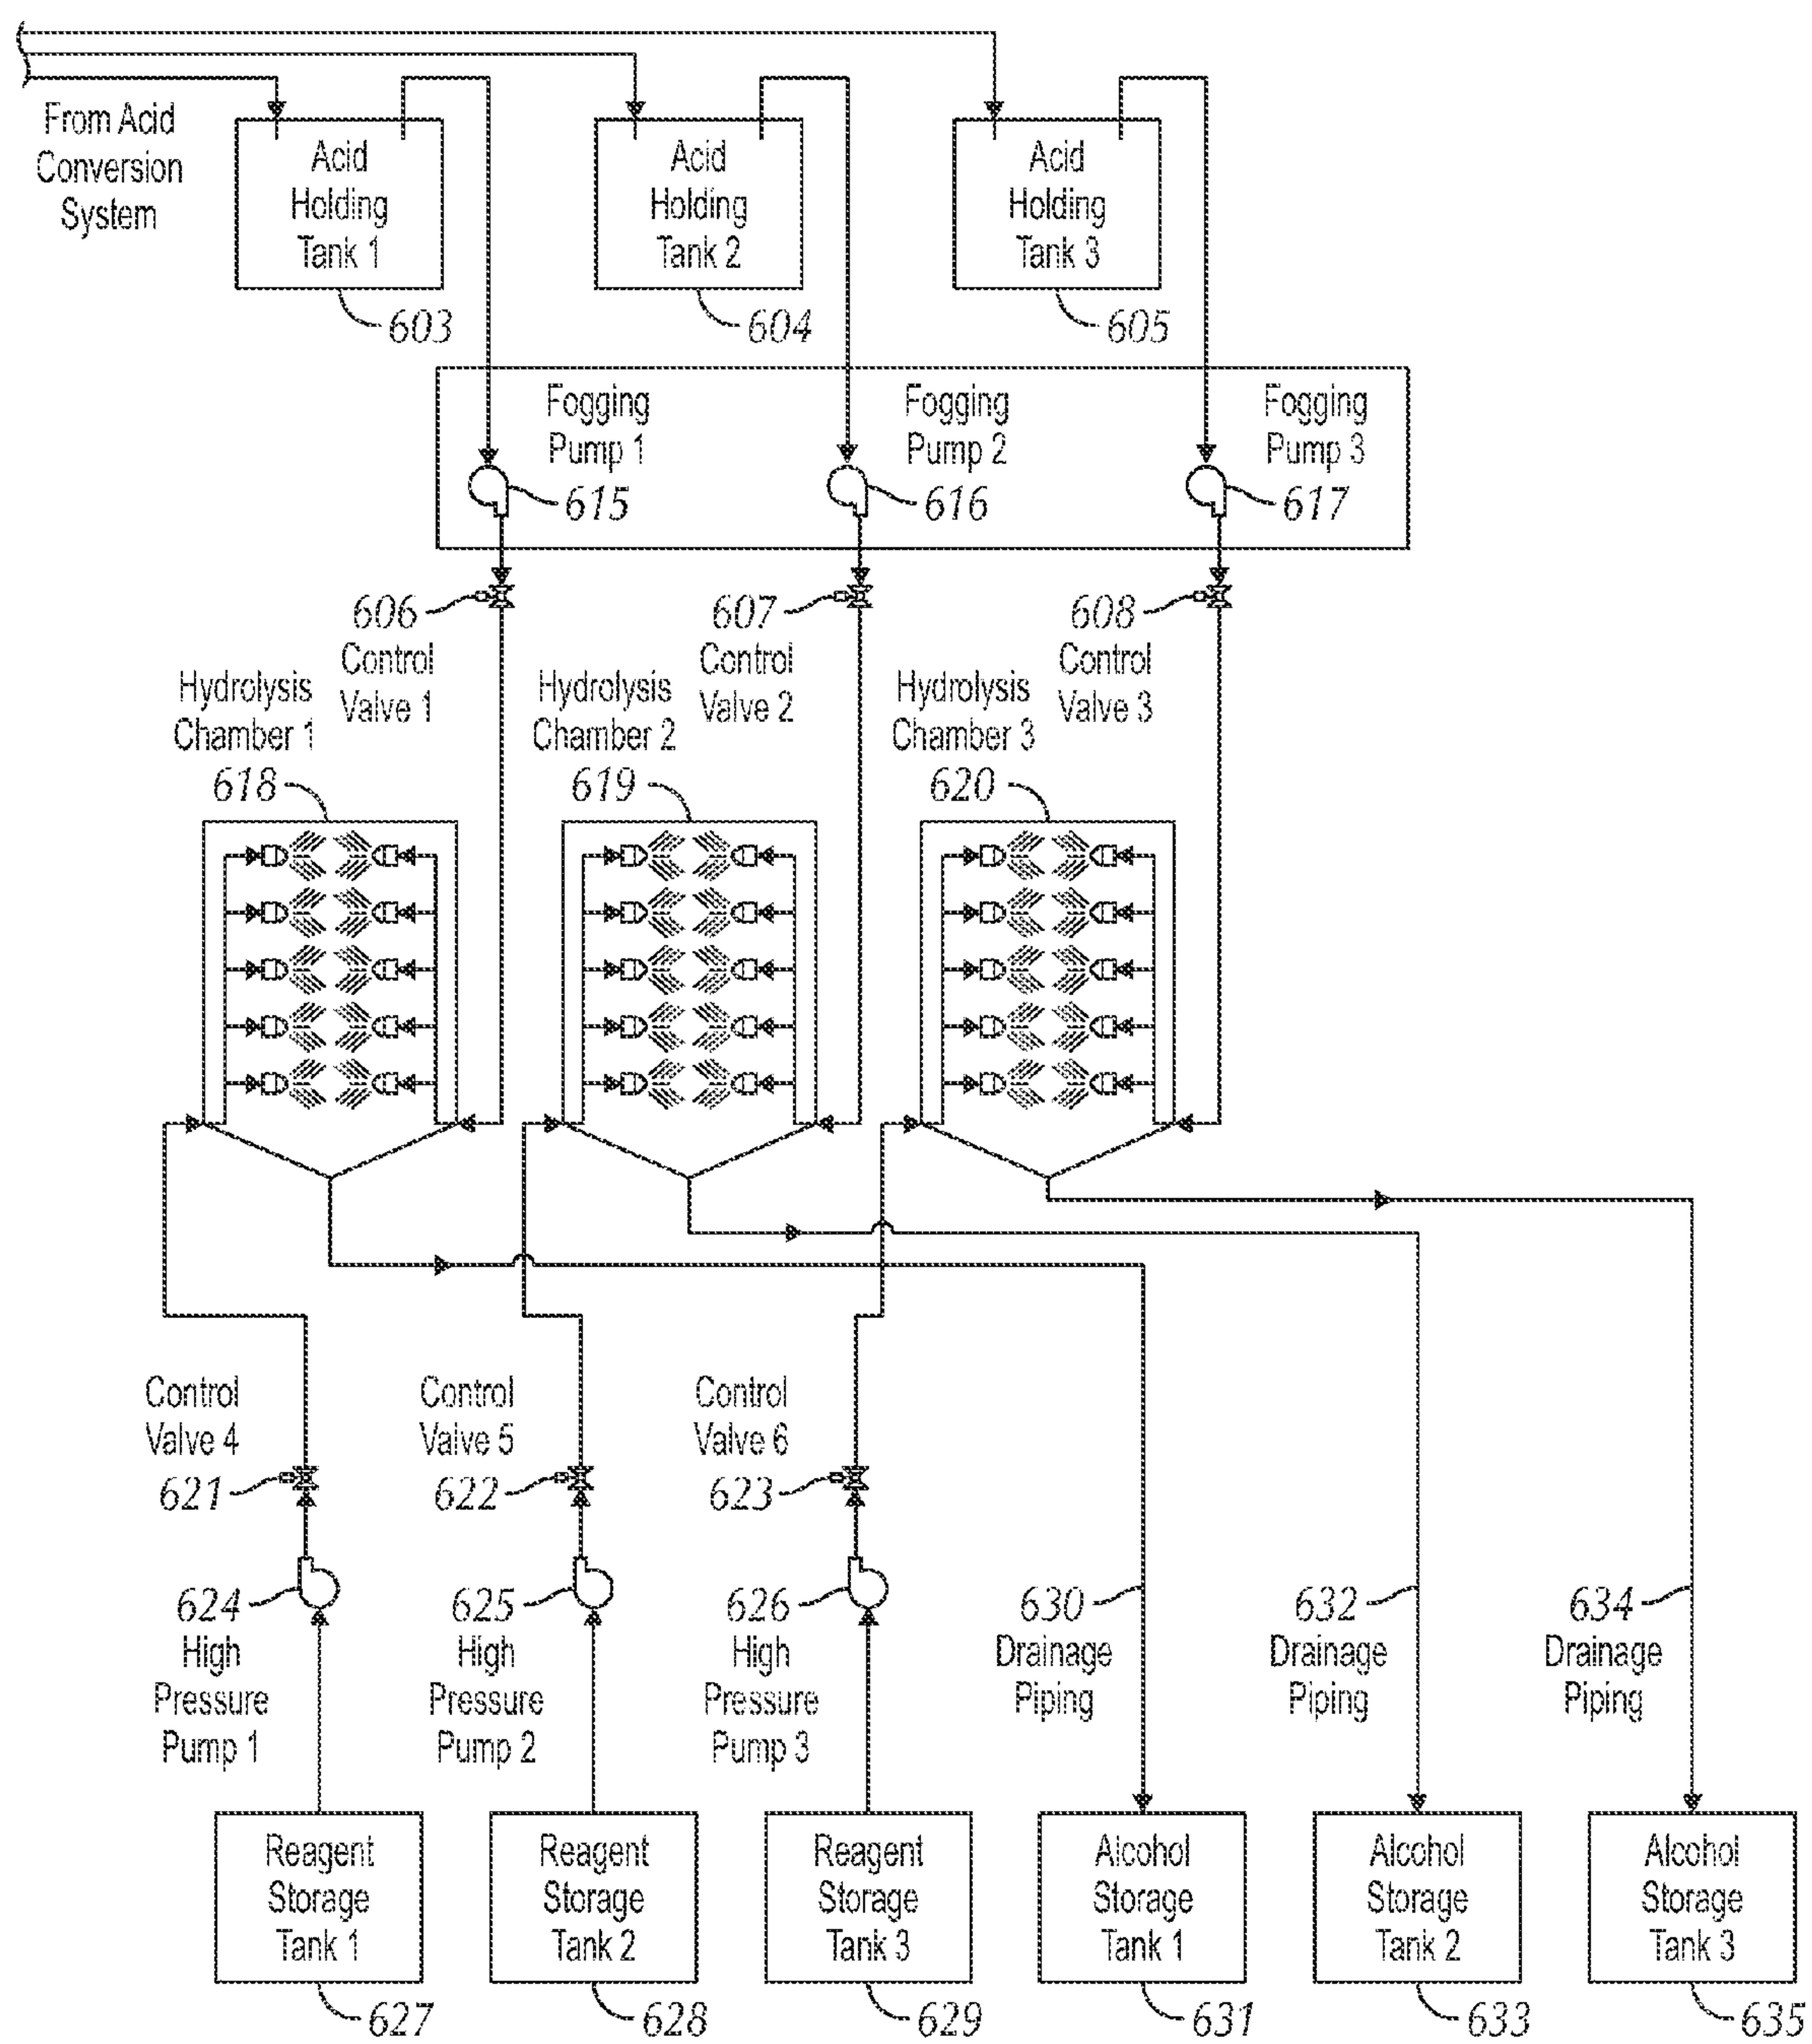 From Acid
Conversion
System
Acid
Holding
Tank 1
603
Acid
Holding
Tank 2
604
Acid
Holding
Tank 3
605
Fogging
Pump 1
615
Fogging
Pump 2
616
Fogging
Pump 3
617
606
Control
Valve 1
607
Control
Valve 2
608
Control
Valve 3
Hydrolysis
Chamber 1
618
Hydrolysis
Chamber 2
619
Hydrolysis
Chamber 3
620
Control
Valve 4
621
Control
Valve 5
622
Control
Valve 6
623
624
High
Pressure
Pump 1
625
High
Pressure
Pump 2
626
High
Pressure
Pump 3
630
Drainage
Piping
632
Drainage
Piping
634
Drainage
Piping
Reagent
Storage
Tank 1
627
Reagent
Storage
Tank 2
628
Reagent
Storage
Tank 3
629
Alcohol
Storage
Tank 1
631
Alcohol
Storage
Tank 2
633
Alcohol
Storage
Tank 3
635